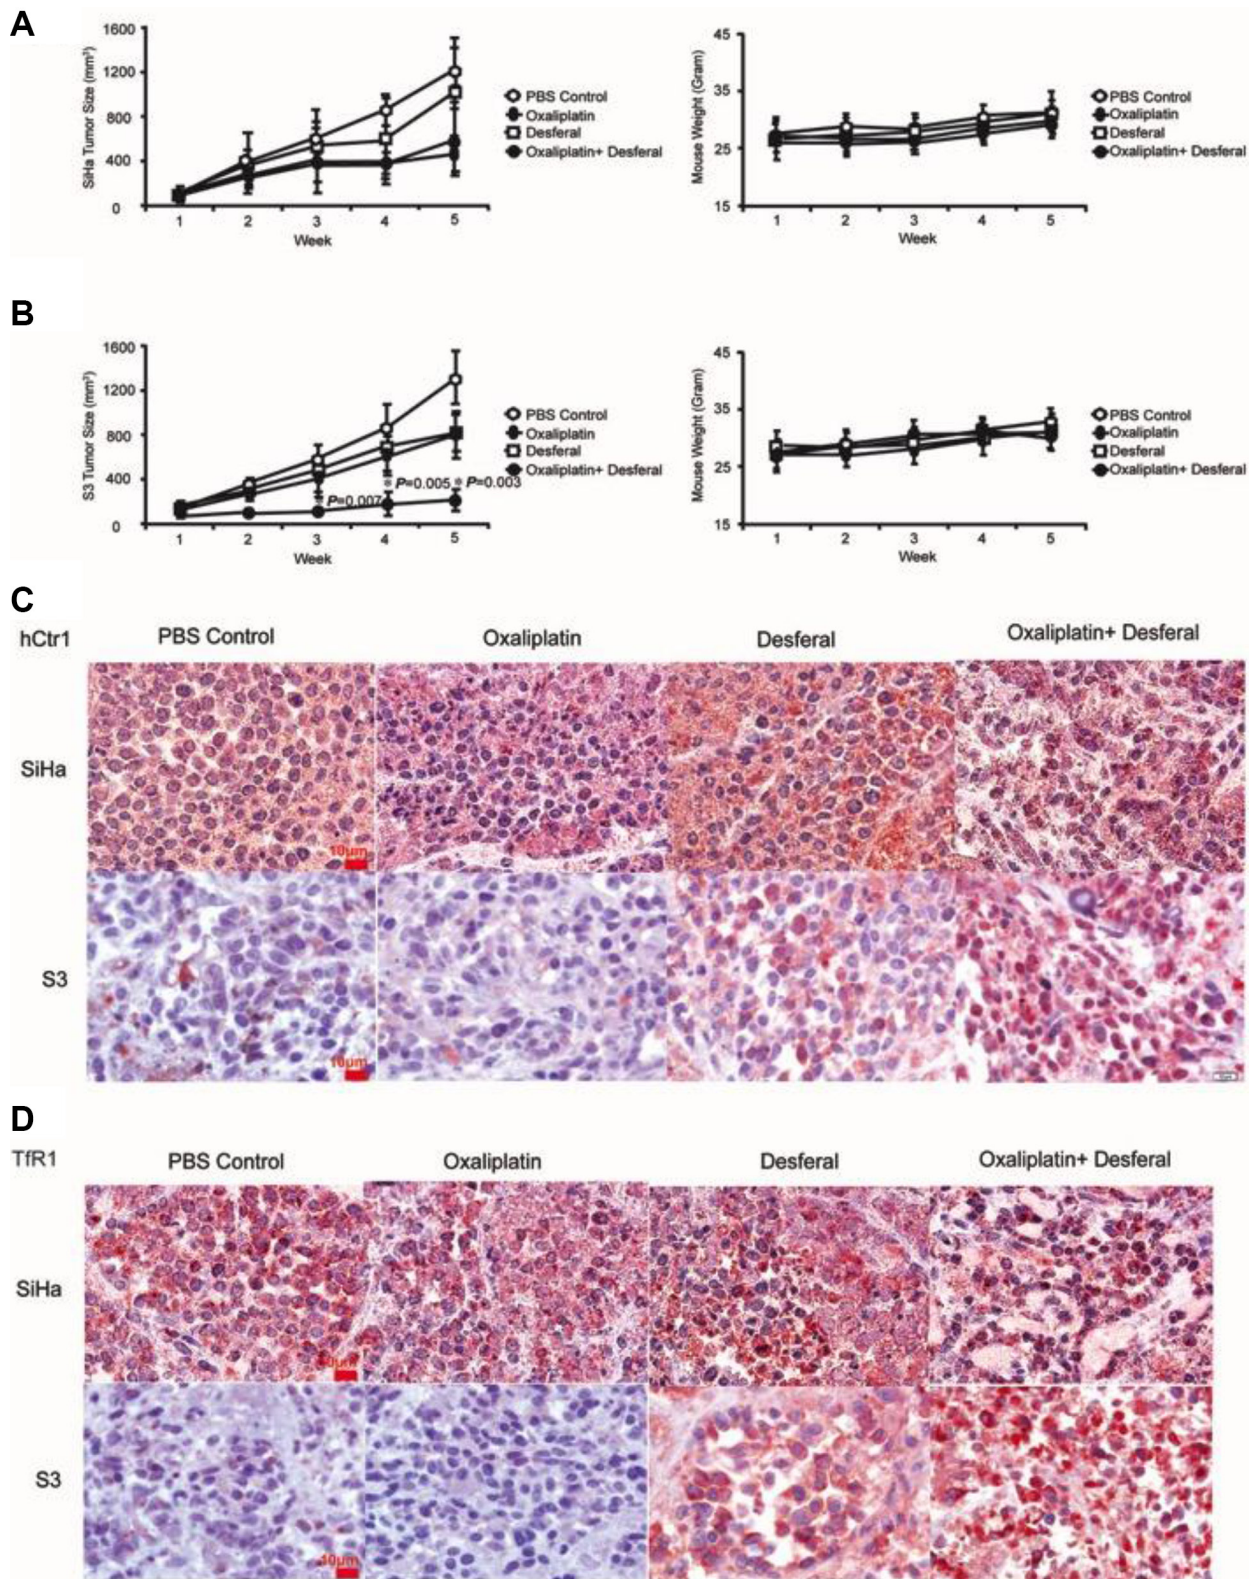 A
SiHa Tumor Size (mm³)
1600
1200
800
400
0
1 2 3 4 5
Week
PBS Control
Oxaliplatin
Desferal
Oxaliplatin+ Desferal
Mouse Weight (Gram)
45
35
25
15
1 2 3 4 5
Week
PBS Control
Oxaliplatin
Desferal
Oxaliplatin+ Desferal
B
S3 Tumor Size (mm³)
1600
1200
800
400
0
*P=0.007
*P=0.005
*P=0.003
1 2 3 4 5
Week
PBS Control
Oxaliplatin
Desferal
Oxaliplatin+ Desferal
Mouse Weight (Gram)
45
35
25
15
1 2 3 4 5
Week
PBS Control
Oxaliplatin
Desferal
Oxaliplatin+ Desferal
C
hCtr1 PBS Control Oxaliplatin Desferal Oxaliplatin+ Desferal
SiHa
10µm
S3
10µm
D
TfR1 PBS Control Oxaliplatin Desferal Oxaliplatin+ Desferal
SiHa
10µm
S3
10µm